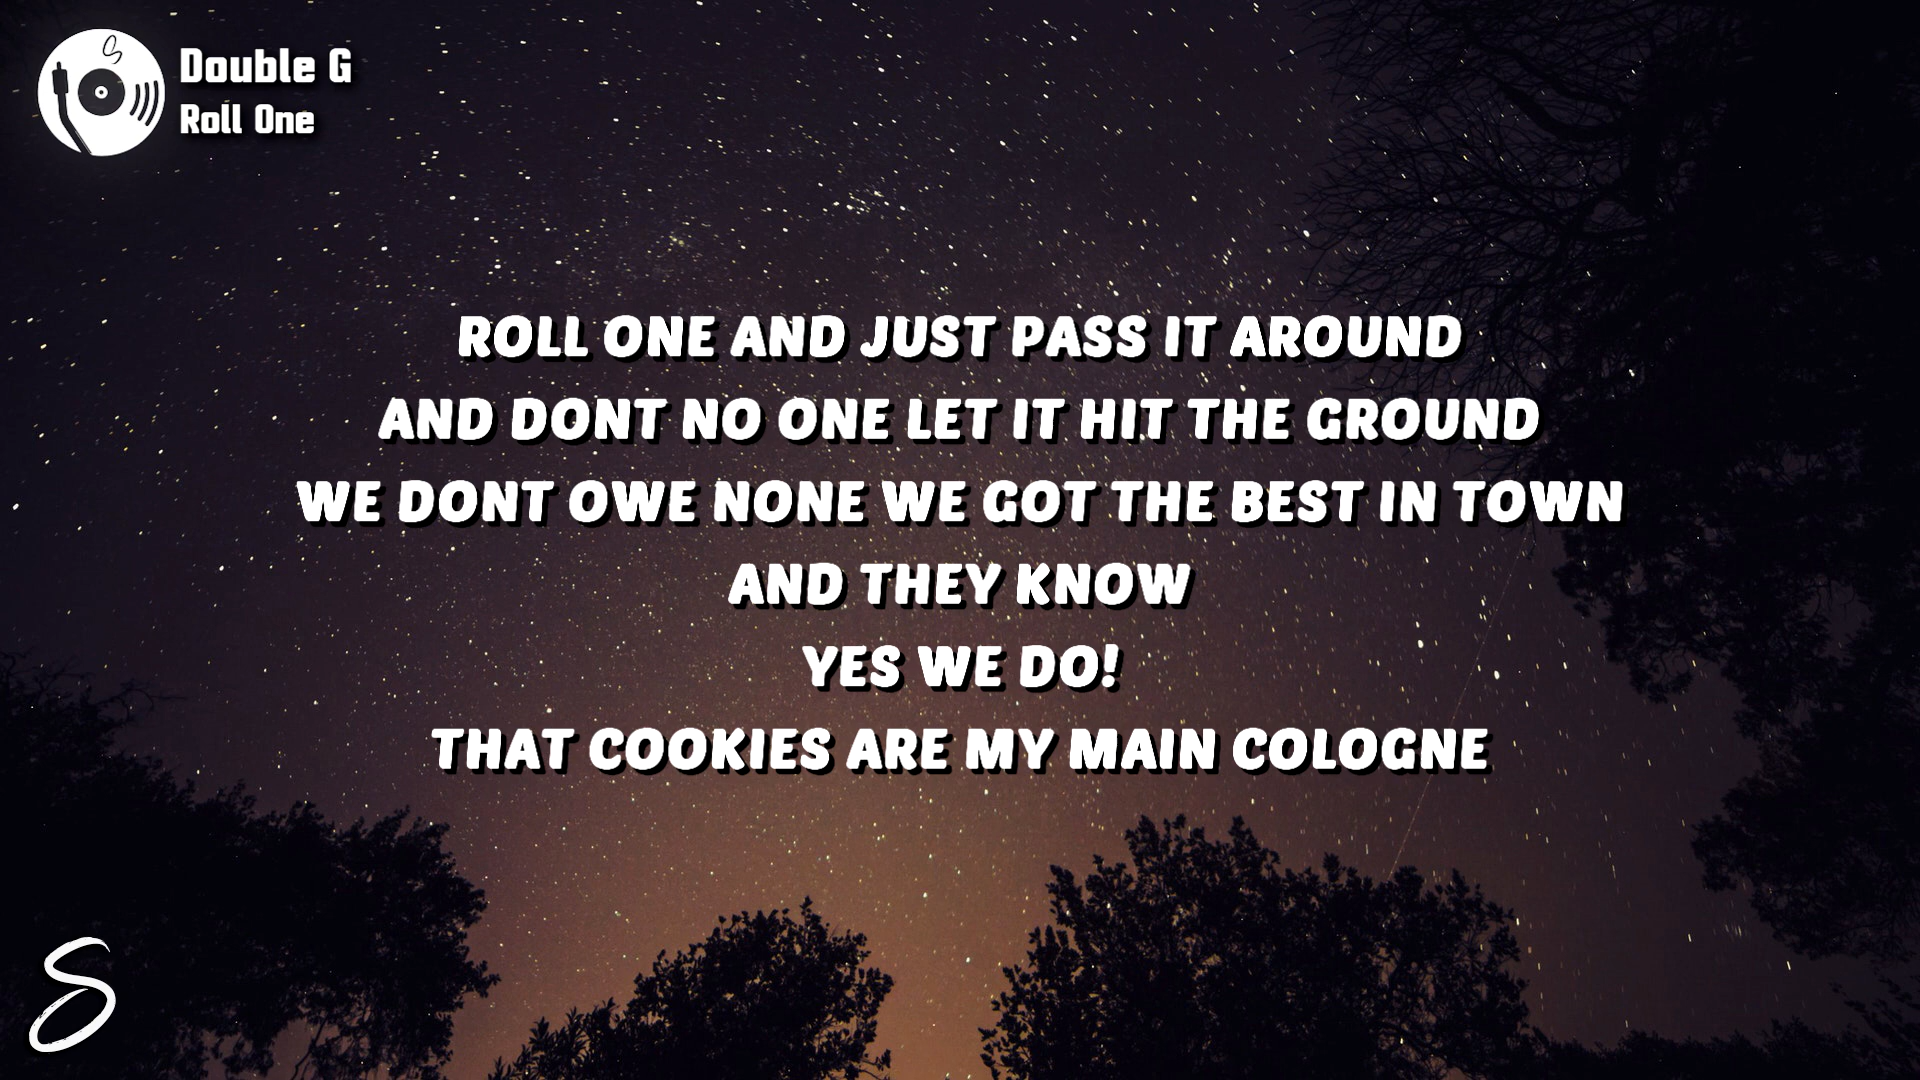 Double G
Roll One
ROLL ONE AND JUST PASS IT AROUND
AND DONT NO ONE LET IT HIT THE GROUND
WE DONT OWE NONE WE GOT THE BEST IN TOWN
AND THEY KNOW
YES WE DO!
THAT COOKIES ARE MY MAIN COLOGNE
S